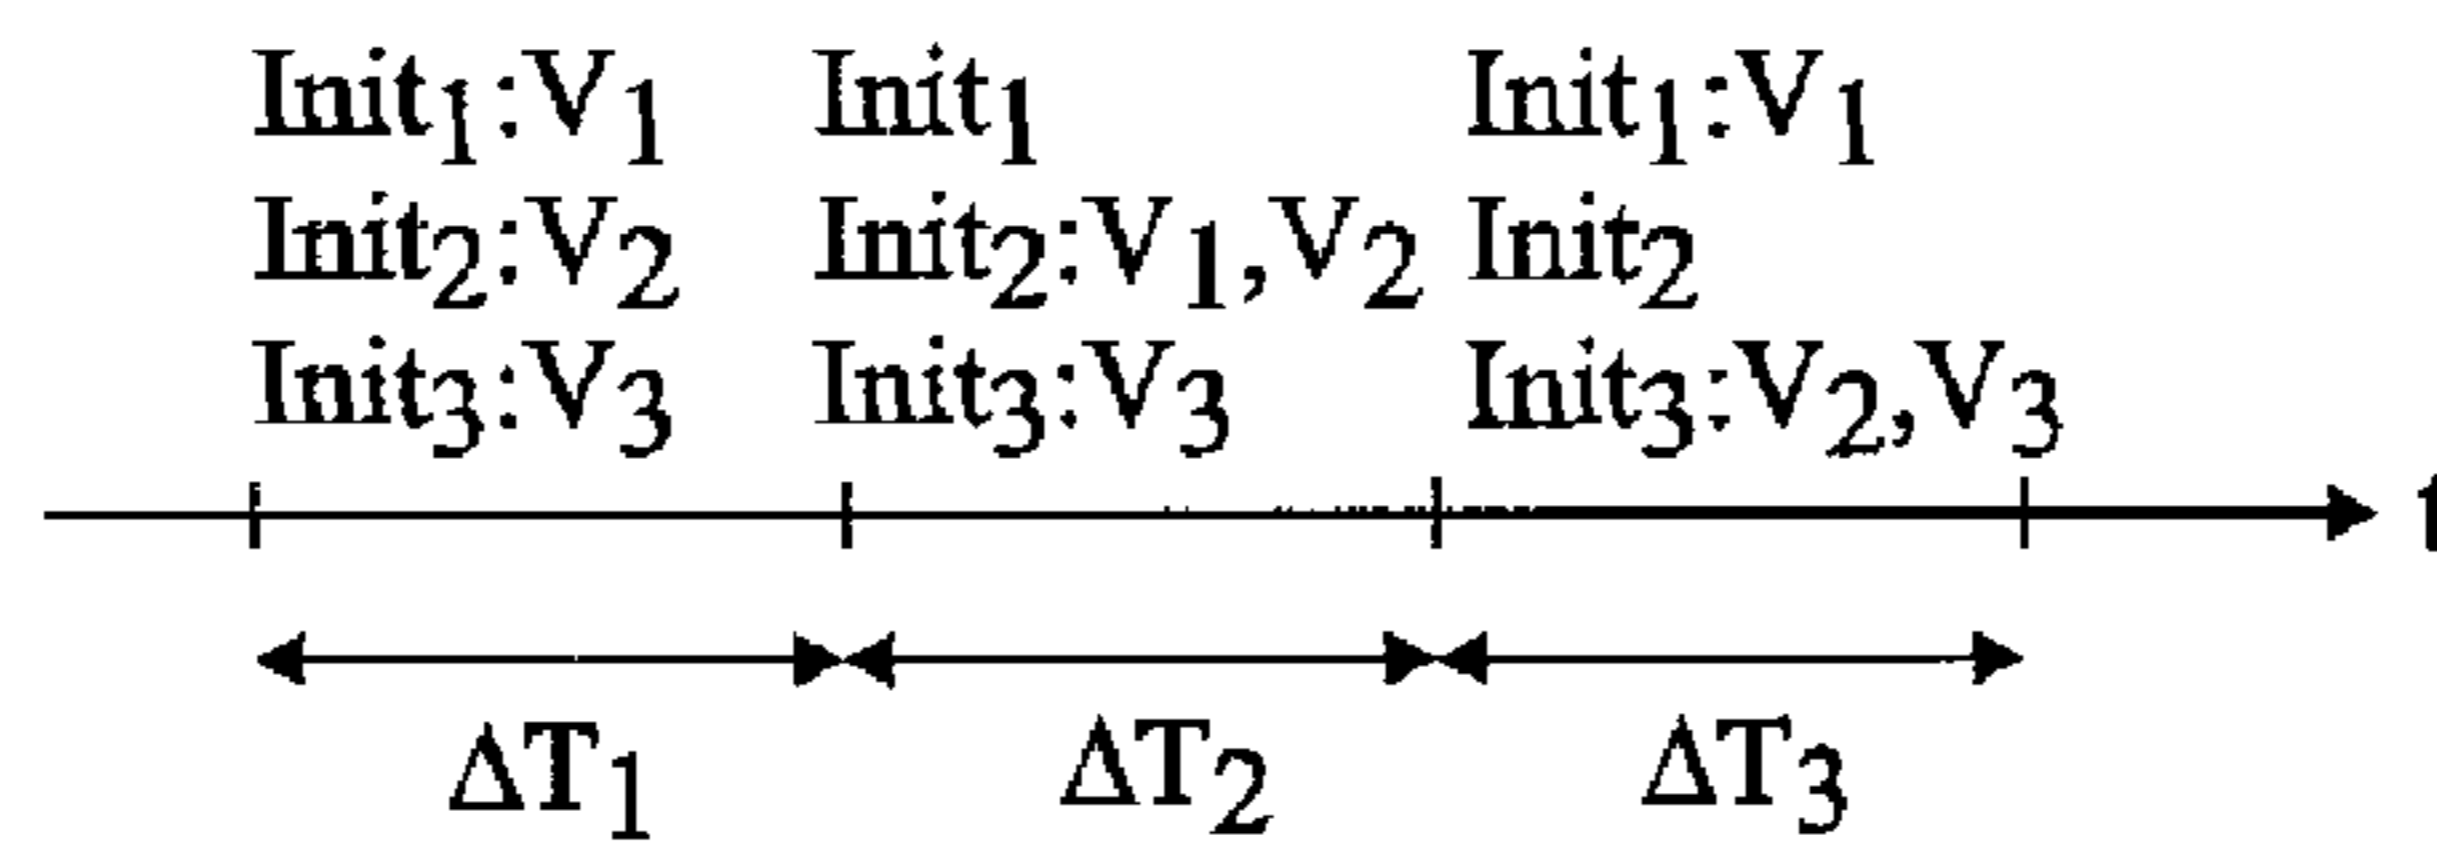 Init₁:V₁ Init₁ Init₁:V₁
Init₂:V₂ Init₂:V₁,V₂ Init₂
Init₃:V₃ Init₃:V₃ Init₃:V₂,V₃
t
ΔT₁ ΔT₂ ΔT₃